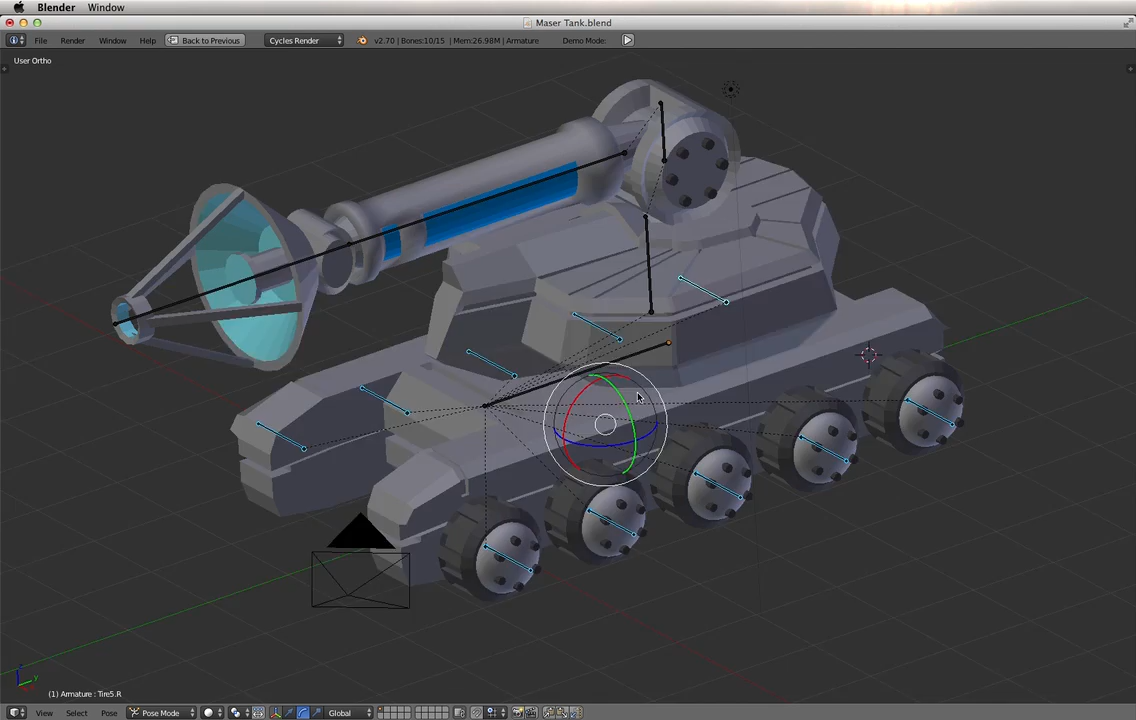 Blender Window
Maser Tank.blend
File Render Window Help Back to Previous Cycles Render v2.70 | Bones:10/15 | Mem:26.98M | Armature Demo Mode:
User Ortho
(1) Armature : Tire5.R
View Select Pose Pose Mode Global